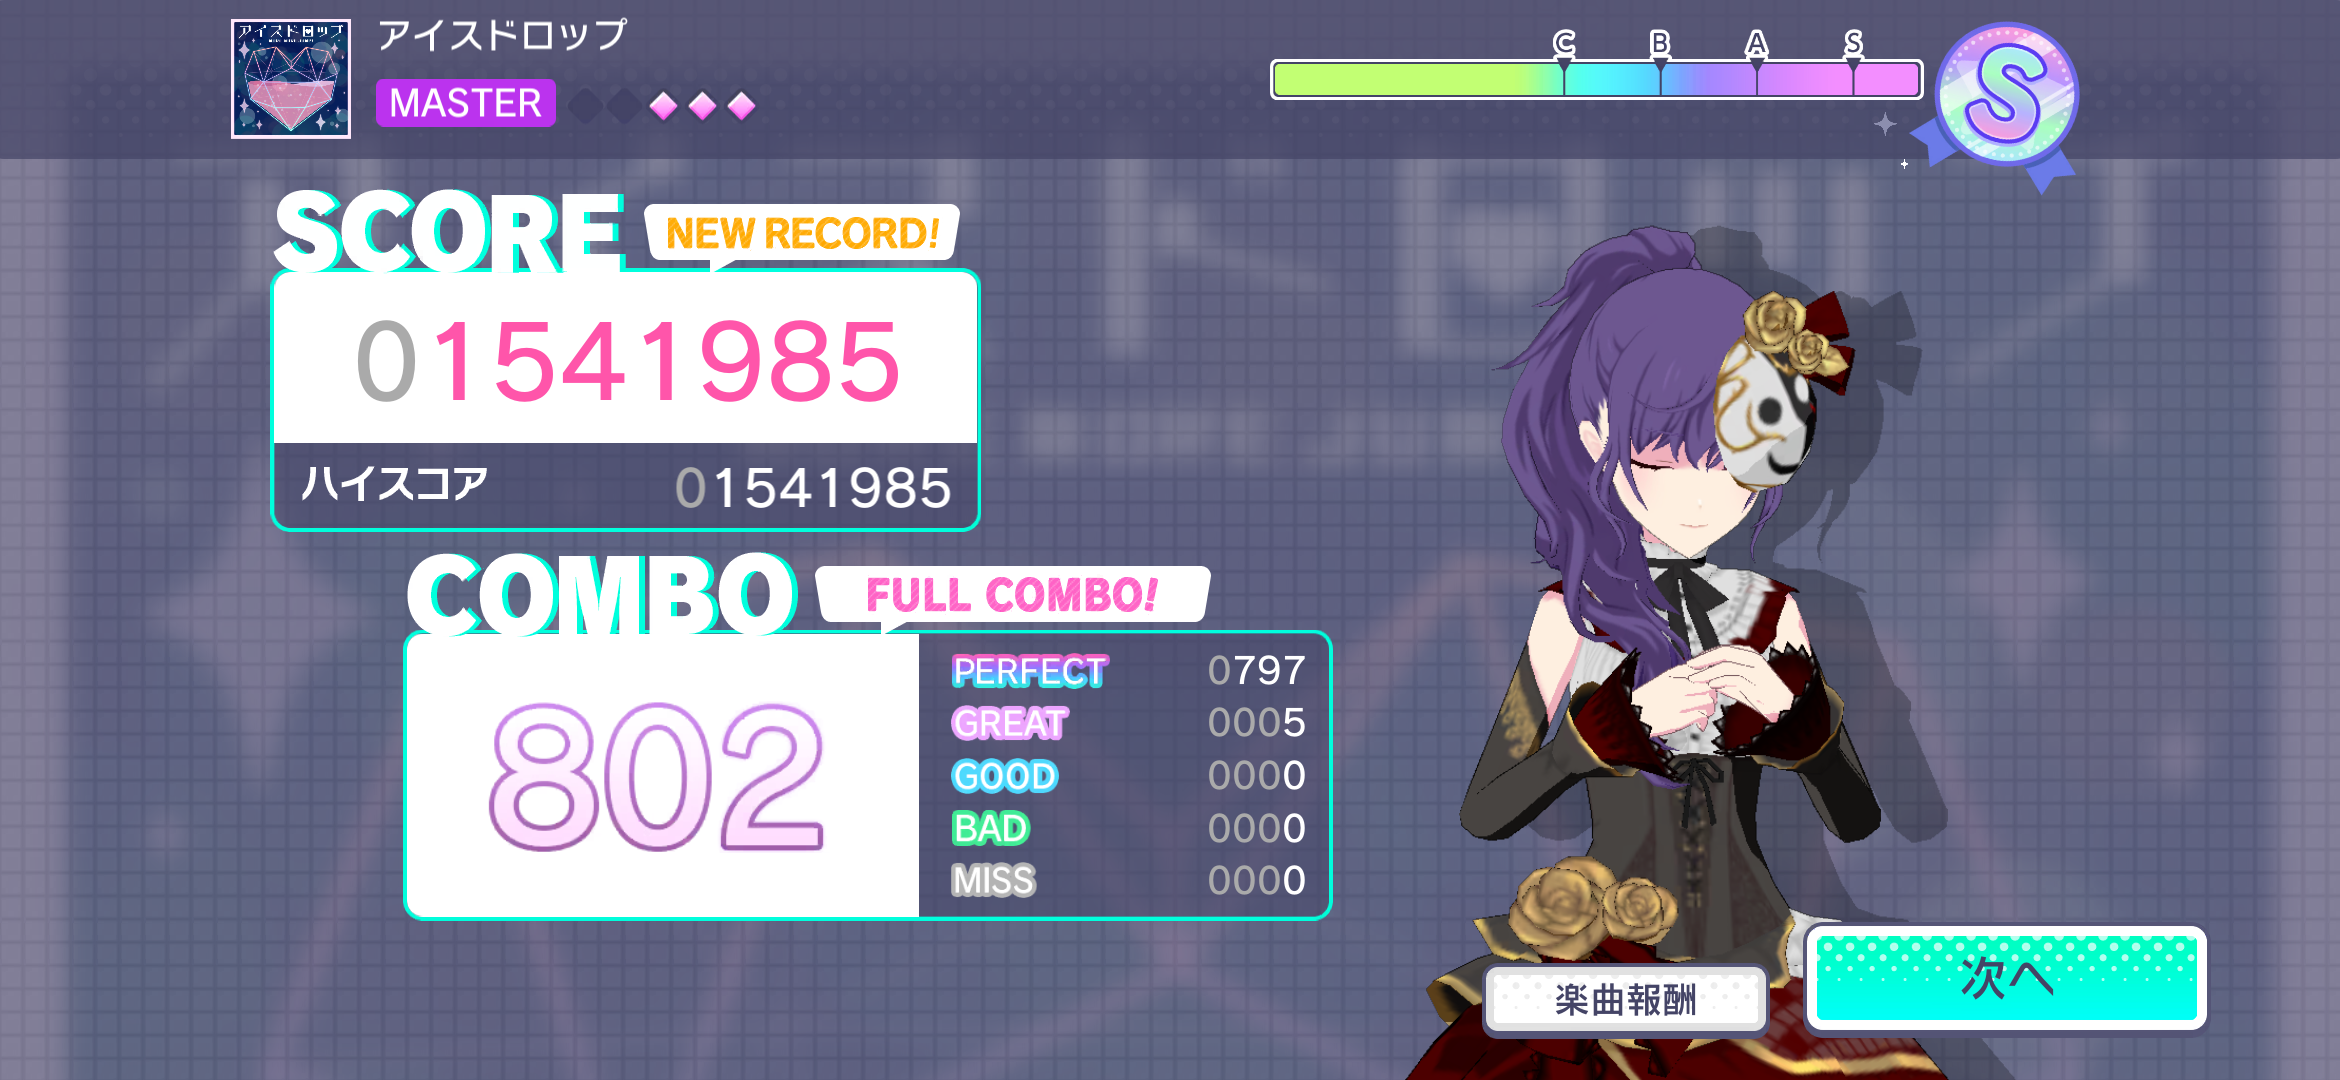 アイスドロップ
アイスドロップ
MASTER
C B A S
S
SCORE
NEW RECORD!
01541985
ハイスコア 01541985
COMBO
FULL COMBO!
802
PERFECT 0797
GREAT 0005
GOOD 0000
BAD 0000
MISS 0000
楽曲報酬
次へ